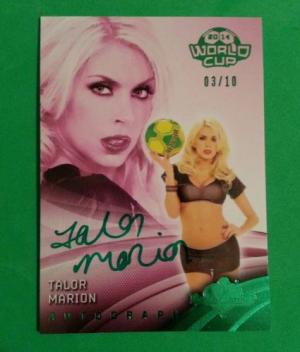 2014
WORLD
CUP
03/10
Talor
Marion
TALOR
MARION
AUTOGRAPH